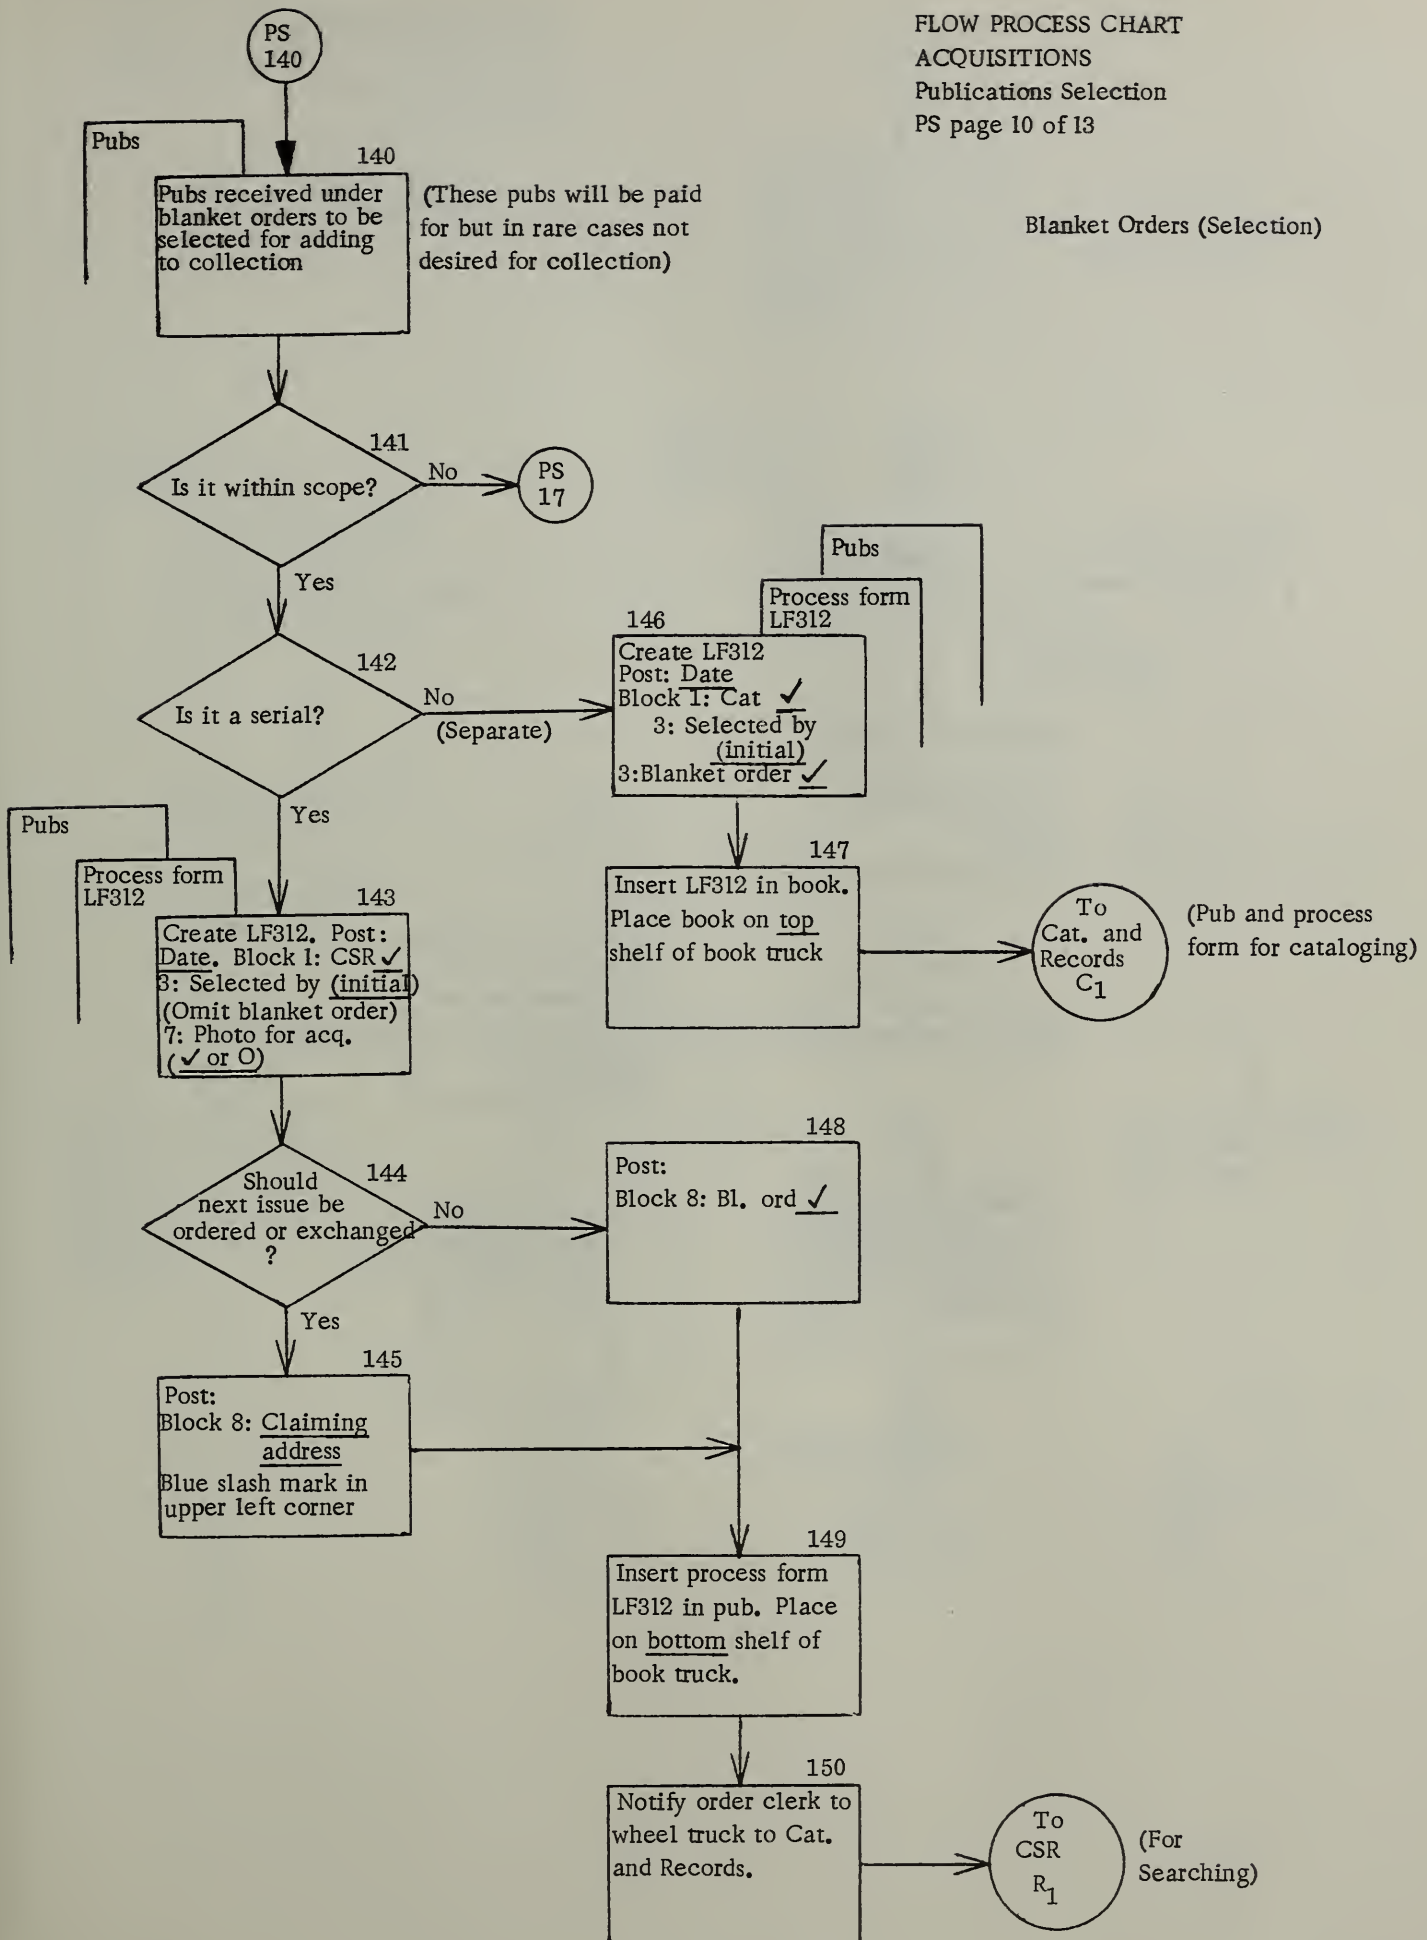 FLOW PROCESS CHART
ACQUISITIONS
Publications Selection
PS page 10 of 13
Blanket Orders (Selection)
PS
140
Pubs
140
Pubs received under
blanket orders to be
selected for adding
to collection
(These pubs will be paid
for but in rare cases not
desired for collection)
141
Is it within scope?
No
PS
17
Yes
142
Is it a serial?
No
(Separate)
Pubs
Process form
LF312
146
Create LF312
Post: Date
Block 1: Cat ✓
3: Selected by
(initial)
3:Blanket order ✓
147
Insert LF312 in book.
Place book on top
shelf of book truck
To
Cat. and
Records
C1
(Pub and process
form for cataloging)
Yes
Pubs
Process form
LF312
143
Create LF312. Post:
Date. Block 1: CSR ✓
3: Selected by (initial)
(Omit blanket order)
7: Photo for acq.
(✓ or O)
144
Should
next issue be
ordered or exchanged
?
No
148
Post:
Block 8: Bl. ord ✓
Yes
145
Post:
Block 8: Claiming
address
Blue slash mark in
upper left corner
149
Insert process form
LF312 in pub. Place
on bottom shelf of
book truck.
150
Notify order clerk to
wheel truck to Cat.
and Records.
To
CSR
R1
(For
Searching)